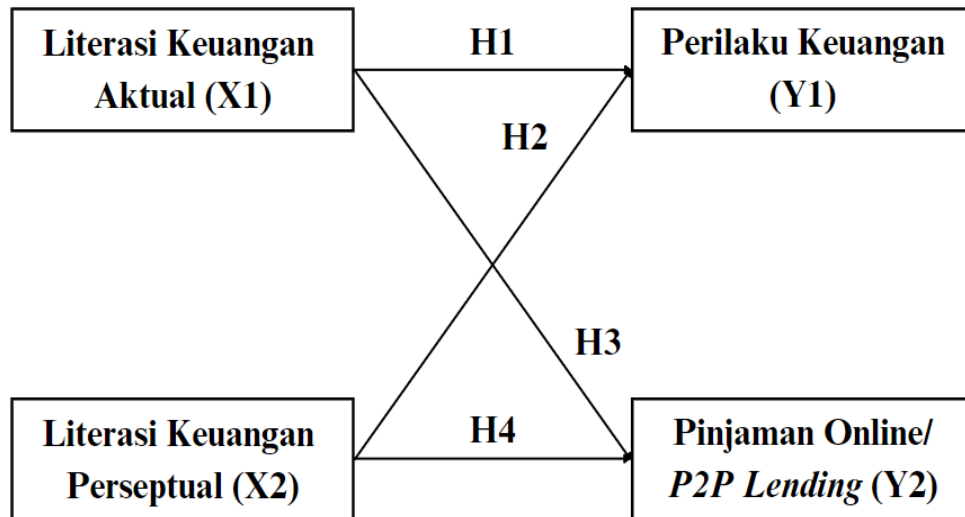 Literasi Keuangan
Aktual (X1)
H1
Perilaku Keuangan
(Y1)
H2
H3
Literasi Keuangan
Perseptual (X2)
H4
Pinjaman Online/
P2P Lending (Y2)